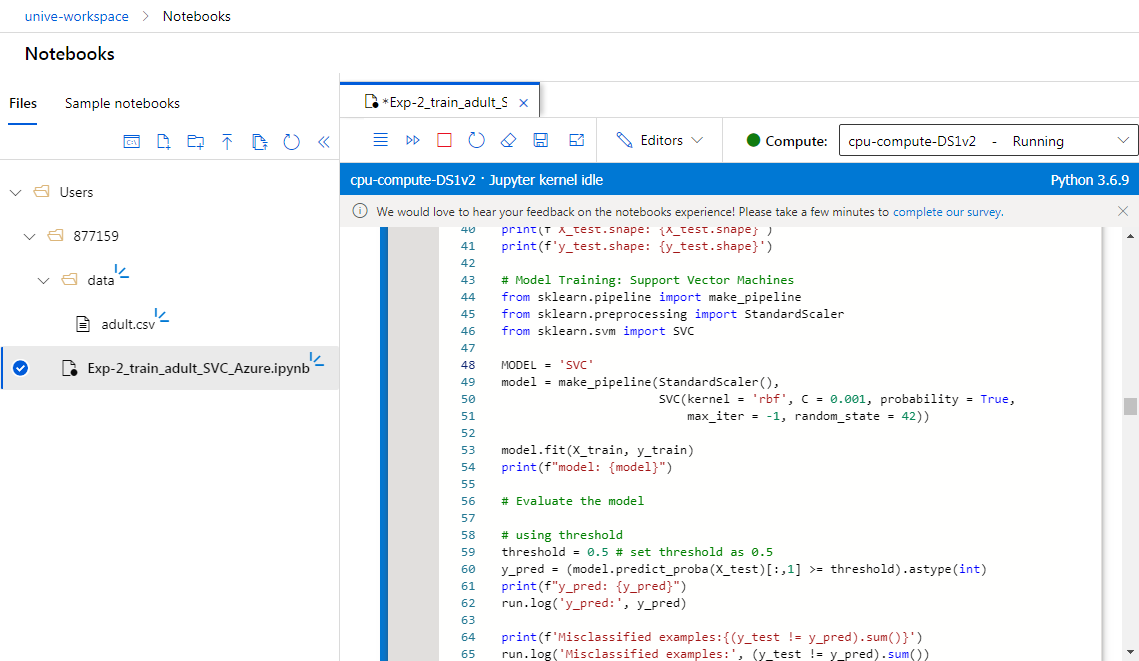 unive-workspace > Notebooks
Notebooks
Files Sample notebooks
Users
877159
data
adult.csv
Exp-2_train_adult_SVC_Azure.ipynb
*Exp-2_train_adult_S
Editors
Compute: cpu-compute-DS1v2 - Running
cpu-compute-DS1v2 · Jupyter kernel idle Python 3.6.9
We would love to hear your feedback on the notebooks experience! Please take a few minutes to complete our survey.
40 print(f'X_test.shape: {X_test.shape}')
41 print(f'y_test.shape: {y_test.shape}')
42
43 # Model Training: Support Vector Machines
44 from sklearn.pipeline import make_pipeline
45 from sklearn.preprocessing import StandardScaler
46 from sklearn.svm import SVC
47
48 MODEL = 'SVC'
49 model = make_pipeline(StandardScaler(),
50 SVC(kernel = 'rbf', C = 0.001, probability = True,
51 max_iter = -1, random_state = 42))
52
53 model.fit(X_train, y_train)
54 print(f"model: {model}")
55
56 # Evaluate the model
57
58 # using threshold
59 threshold = 0.5 # set threshold as 0.5
60 y_pred = (model.predict_proba(X_test)[:,1] >= threshold).astype(int)
61 print(f"y_pred: {y_pred}")
62 run.log('y_pred:', y_pred)
63
64 print(f'Misclassified examples:{(y_test != y_pred).sum()}')
65 run.log('Misclassified examples:', (y_test != y_pred).sum())